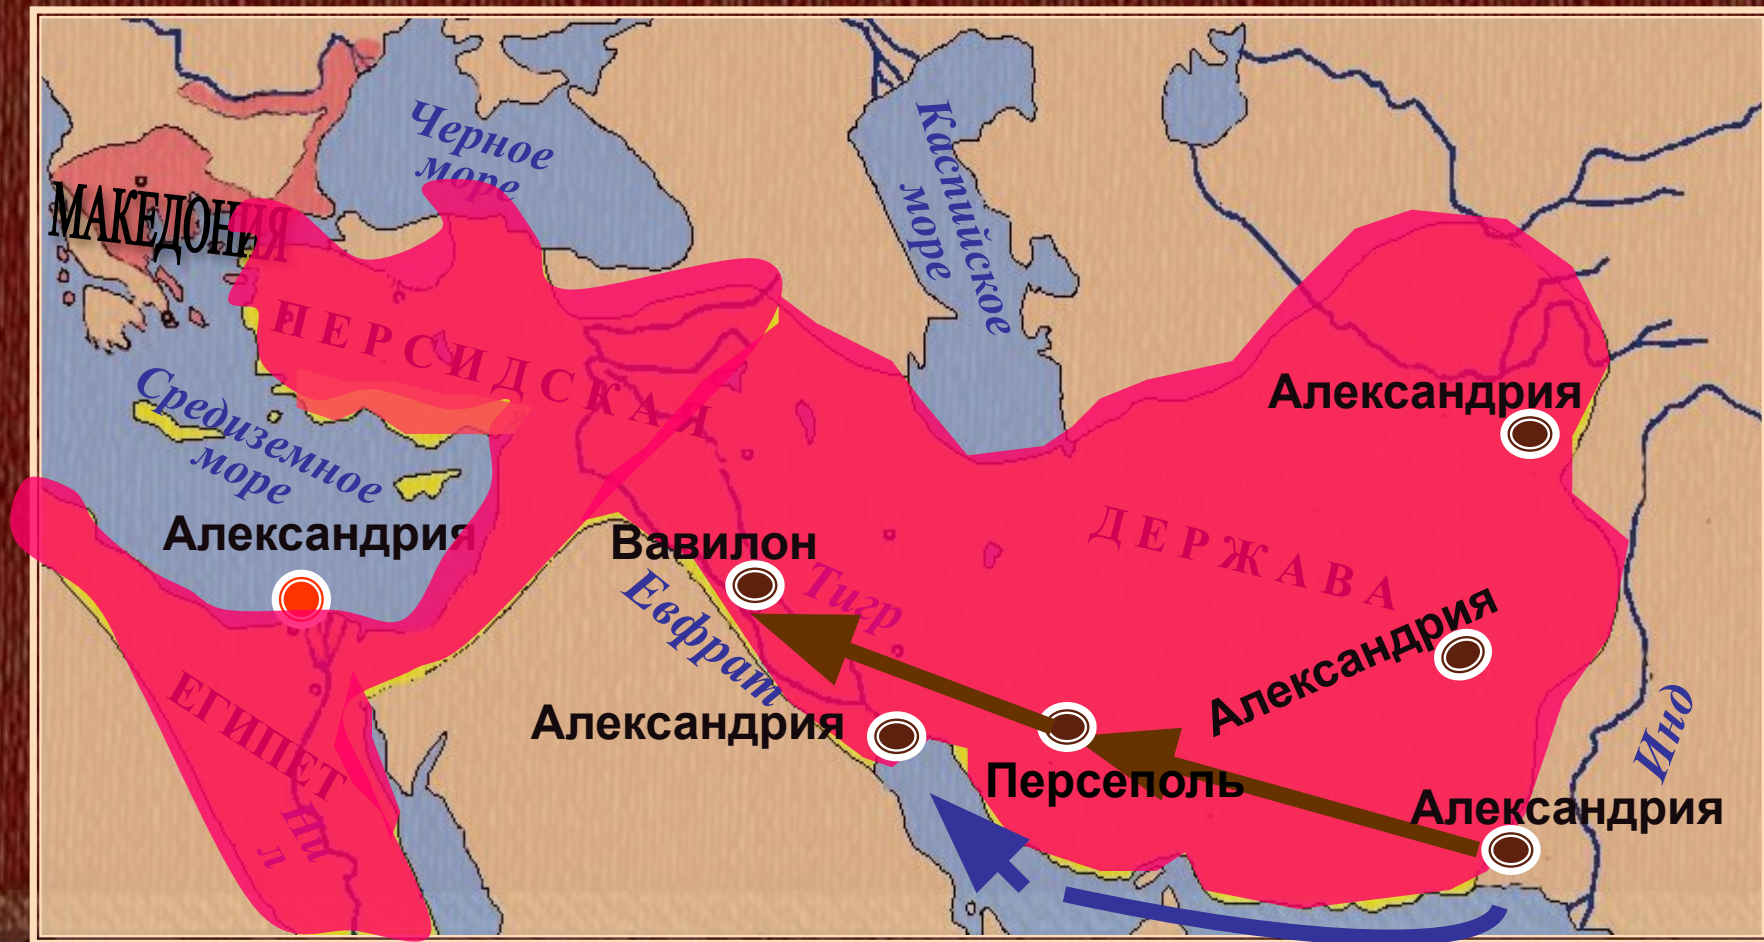 Черное
море
Каспийское
море
МАКЕДОНИЯ
ПЕРСИДСКАЯ
Средиземное
море
Александрия
Александрия
Вавилон
Тигр
Евфрат
ДЕРЖАВА
Александрия
ЕГИПЕТ
Александрия
Персеполь
Инд
Александрия
Ни
л